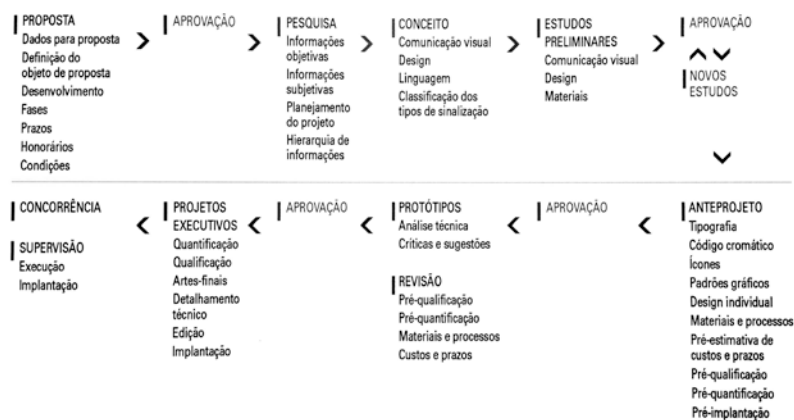 PROPOSTA
Dados para proposta
Definição do
objeto de proposta
Desenvolvimento
Fases
Prazos
Honorários
Condições
APROVAÇÃO
PESQUISA
Informações
objetivas
Informações
subjetivas
Planejamento
do projeto
Hierarquia de
informações
CONCEITO
Comunicação visual
Design
Linguagem
Classificação dos
tipos de sinalização
ESTUDOS
PRELIMINARES
Comunicação visual
Design
Materiais
APROVAÇÃO
NOVOS
ESTUDOS
ANTEPROJETO
Tipografia
Código cromático
Ícones
Padrões gráficos
Design individual
Materiais e processos
Pré-estimativa de
custos e prazos
Pré-qualificação
Pré-quantificação
Pré-implantação
APROVAÇÃO
PROTÓTIPOS
Análise técnica
Críticas e sugestões
REVISÃO
Pré-qualificação
Pré-quantificação
Materiais e processos
Custos e prazos
APROVAÇÃO
PROJETOS
EXECUTIVOS
Quantificação
Qualificação
Artes-finais
Detalhamento
técnico
Edição
Implantação
CONCORRÊNCIA
SUPERVISÃO
Execução
Implantação